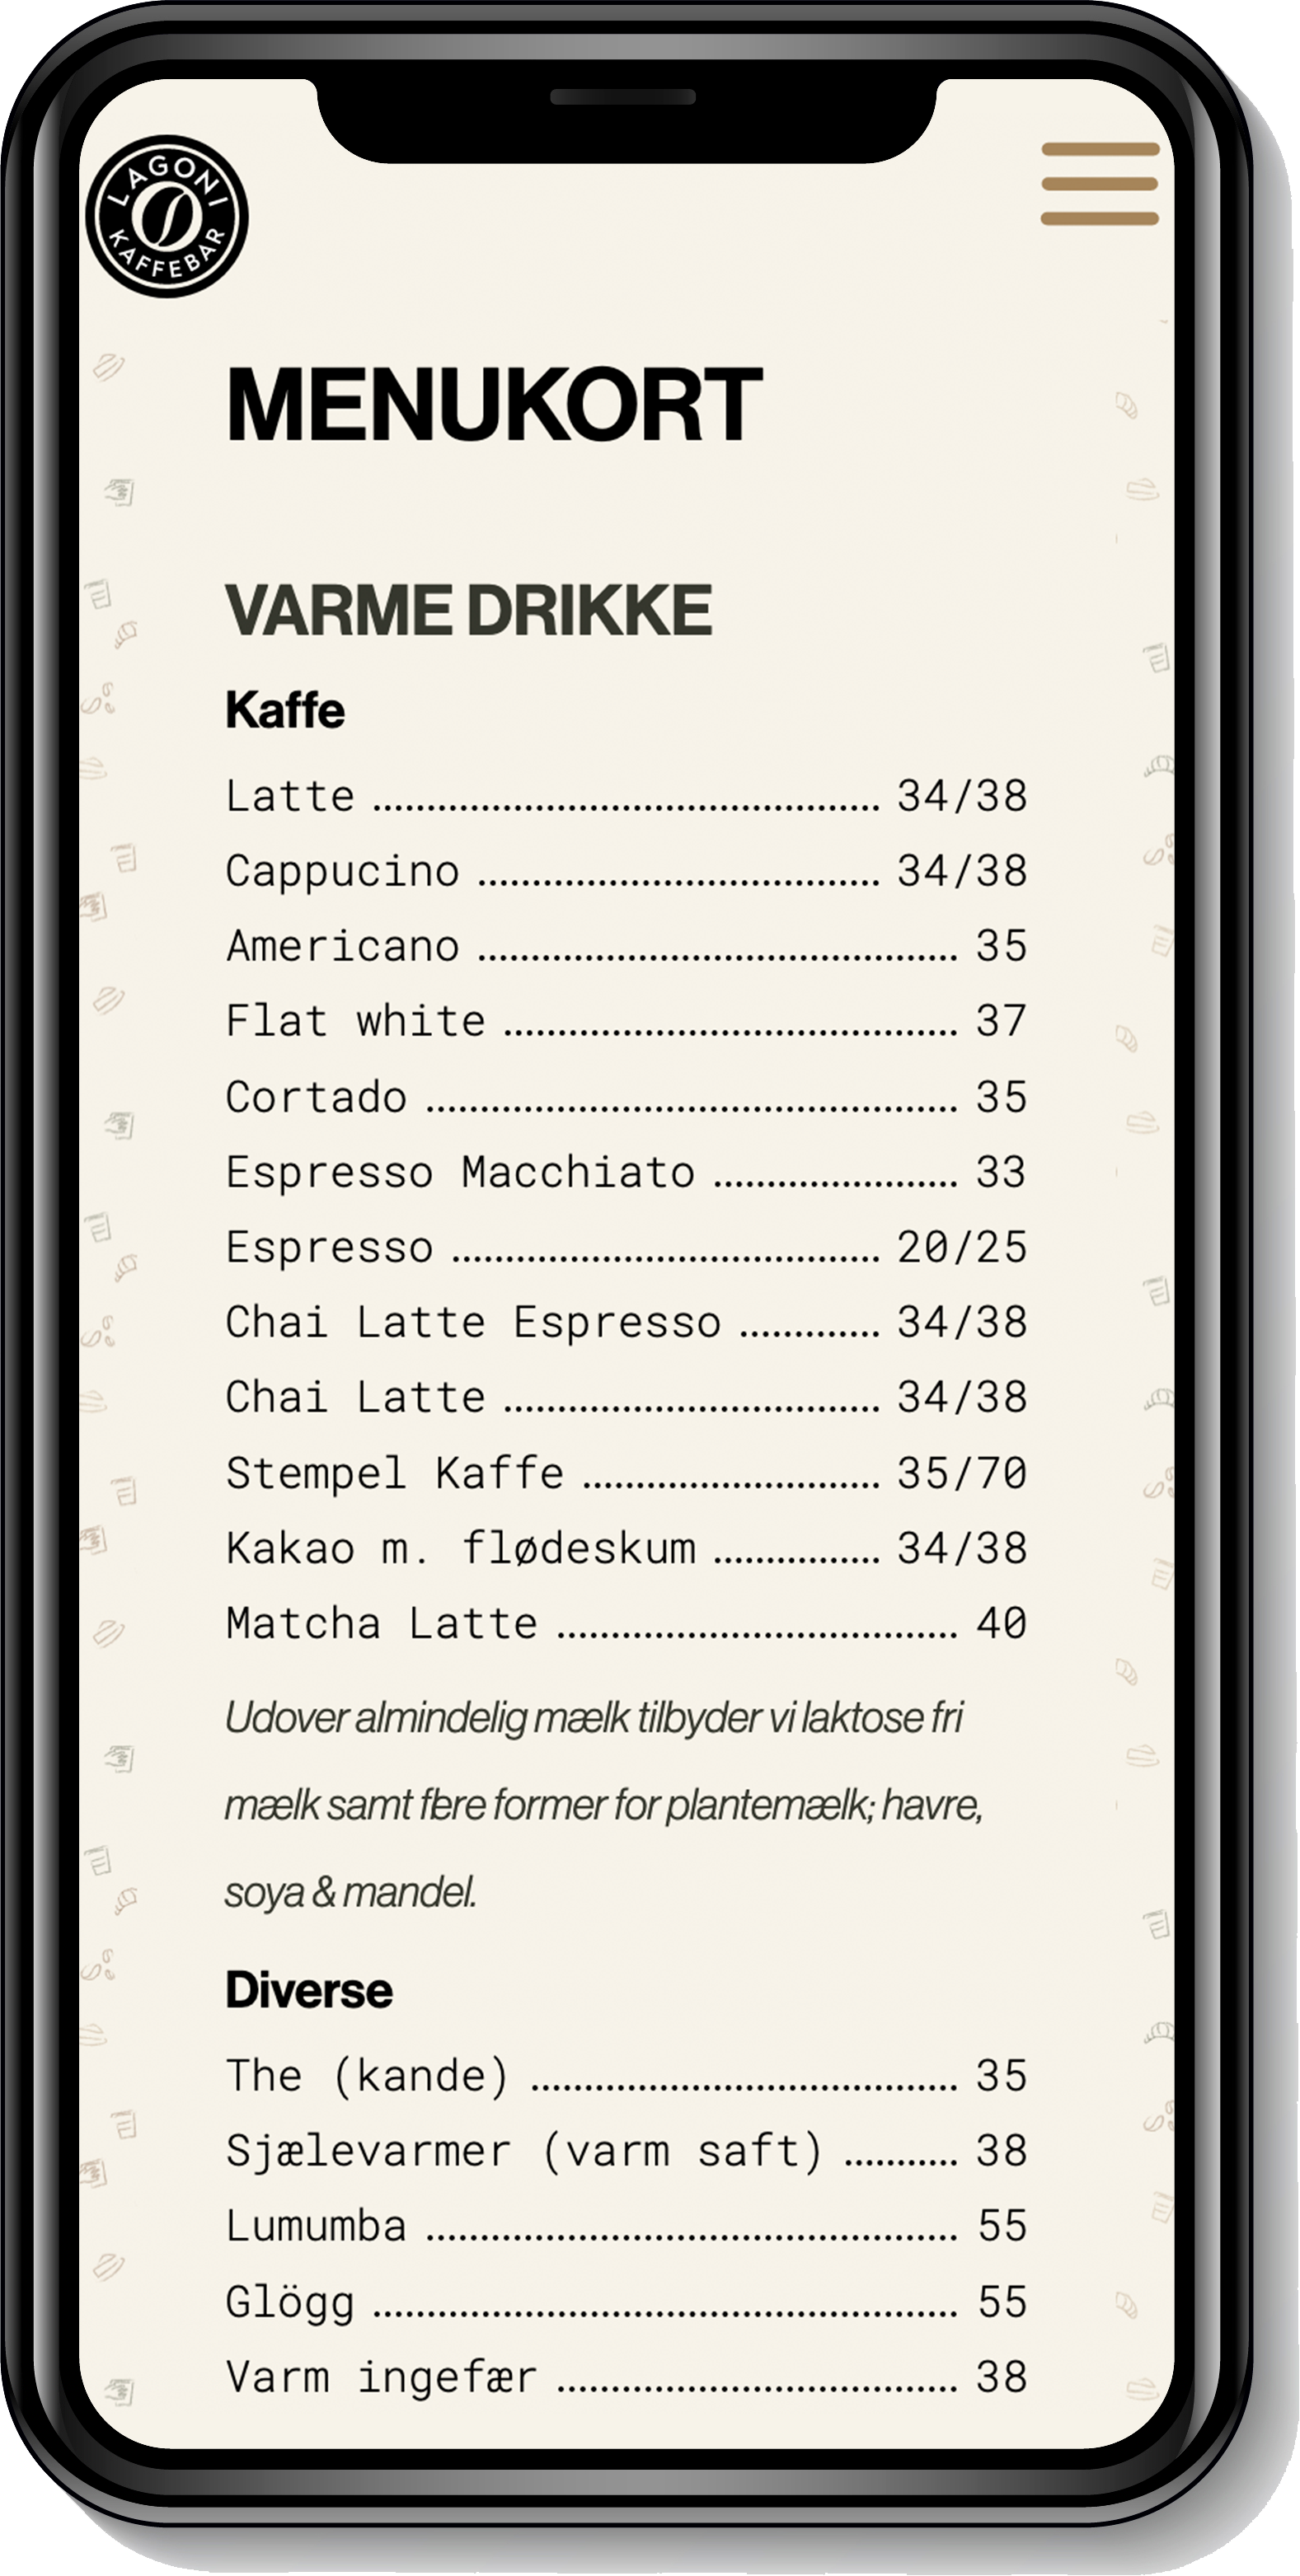 LAGONI
KAFFEBAR
MENUKORT
VARME DRIKKE
Kaffe
Latte ........................................ 34/38
Cappucino ................................ 34/38
Americano ...................................... 35
Flat white .................................... 37
Cortado .......................................... 35
Espresso Macchiato .................... 33
Espresso .................................. 20/25
Chai Latte Espresso ............ 34/38
Chai Latte .............................. 34/38
Stempel Kaffe ........................ 35/70
Kakao m. flødeskum .............. 34/38
Matcha Latte ................................ 40
Udover almindelig mælk tilbyder vi laktose fri
mælk samt flere former for plantemælk; havre,
soya & mandel.
Diverse
The (kande) .................................. 35
Sjælevarmer (varm saft) .......... 38
Lumumba .......................................... 55
Glögg .............................................. 55
Varm ingefær ................................ 38